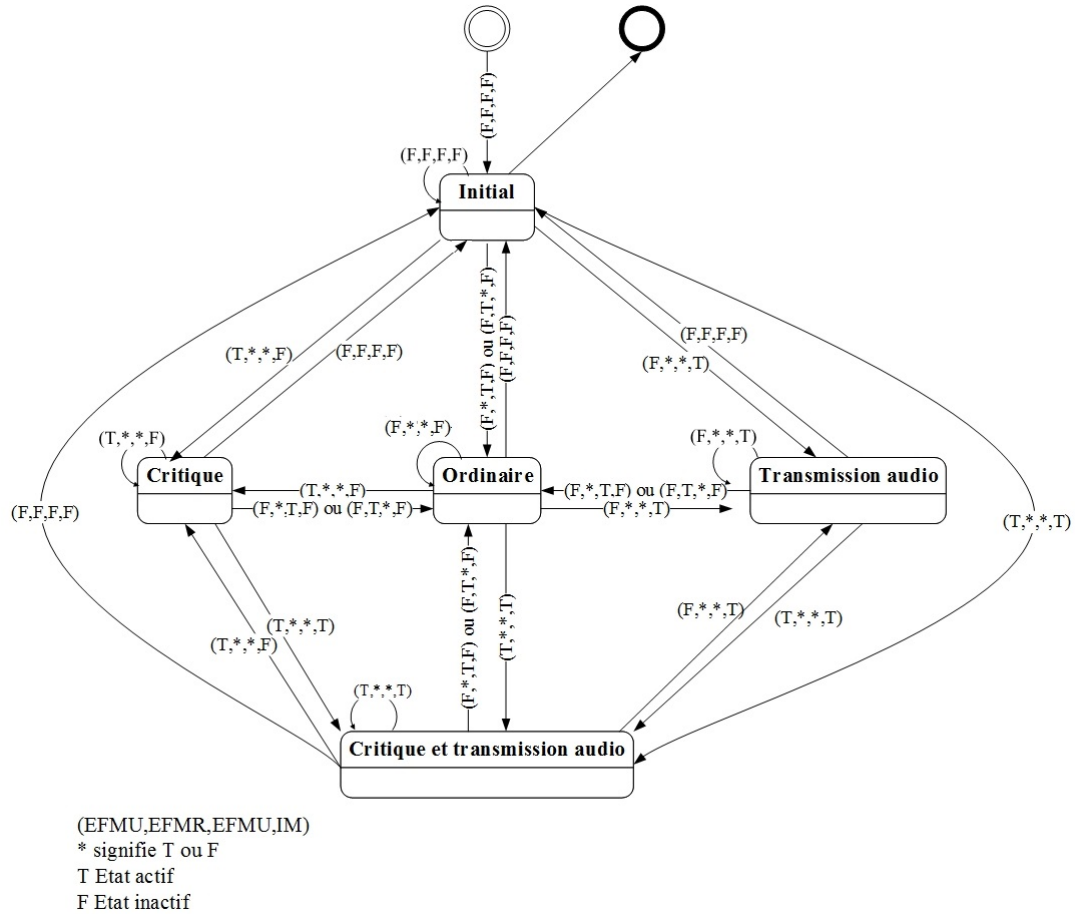 (F,F,F,F)
(F,F,F,F)
Initial
(F,*,T,F) ou (F,T,*,F)
(F,F,F,F)
(T,*,*,F)
(F,F,F,F)
(F,F,F,F)
(F,*,*,T)
(T,*,*,F)
(F,*,*,F)
(F,*,*,T)
Critique
Ordinaire
Transmission audio
(T,*,*,F)
(F,*,T,F) ou (F,T,*,F)
(F,*,T,F) ou (F,T,*,F)
(F,*,*,T)
(F,F,F,F)
(T,*,*,T)
(T,*,*,T)
(T,*,*,F)
(F,*,T,F) ou (F,T,*,F)
(T,*,*,T)
(F,*,*,T)
(T,*,*,T)
(T,*,*,T)
Critique et transmission audio
(EFMU,EFMR,EFMU,IM)
* signifie T ou F
T Etat actif
F Etat inactif